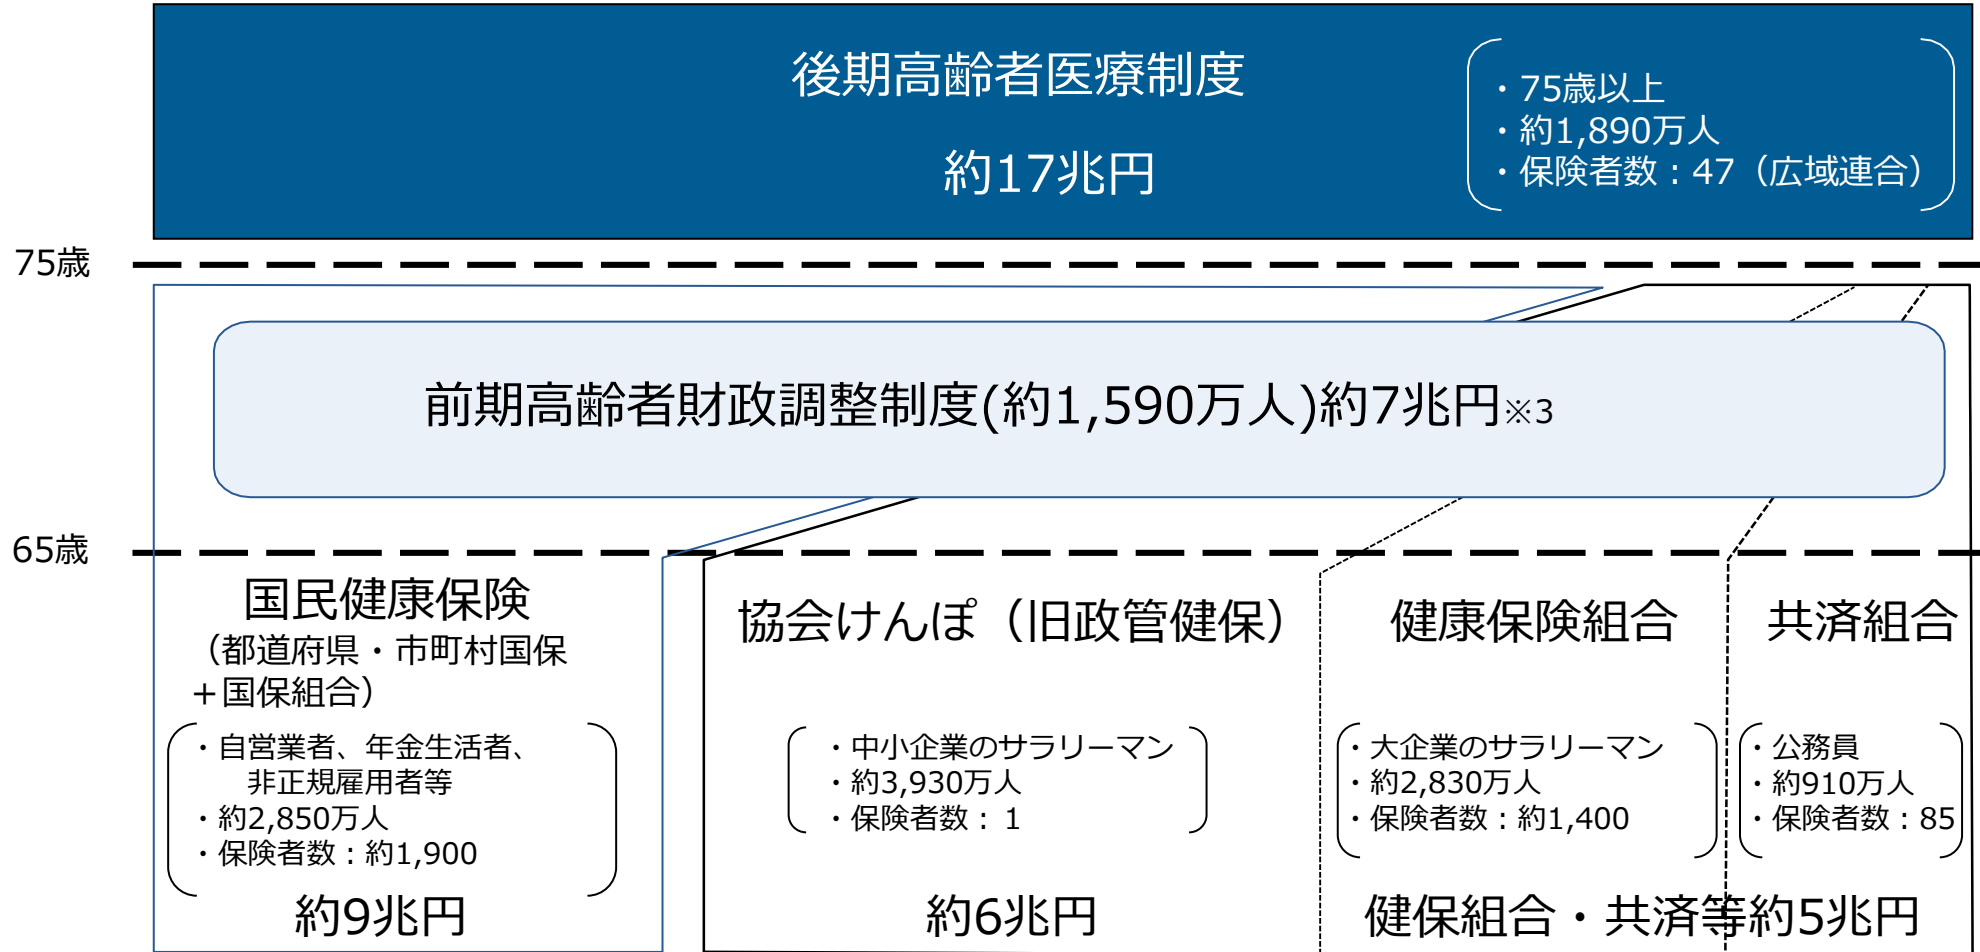 後期高齢者医療制度
約17兆円
・75歳以上
・約1,890万人
・保険者数：47（広域連合）
75歳
前期高齢者財政調整制度(約1,590万人)約7兆円※3
65歳
国民健康保険
（都道府県・市町村国保
＋国保組合）
・自営業者、年金生活者、
非正規雇用者等
・約2,850万人
・保険者数：約1,900
約9兆円
協会けんぽ（旧政管健保）
・中小企業のサラリーマン
・約3,930万人
・保険者数：1
約6兆円
健康保険組合
・大企業のサラリーマン
・約2,830万人
・保険者数：約1,400
共済組合
・公務員
・約910万人
・保険者数：85
健保組合・共済等約5兆円